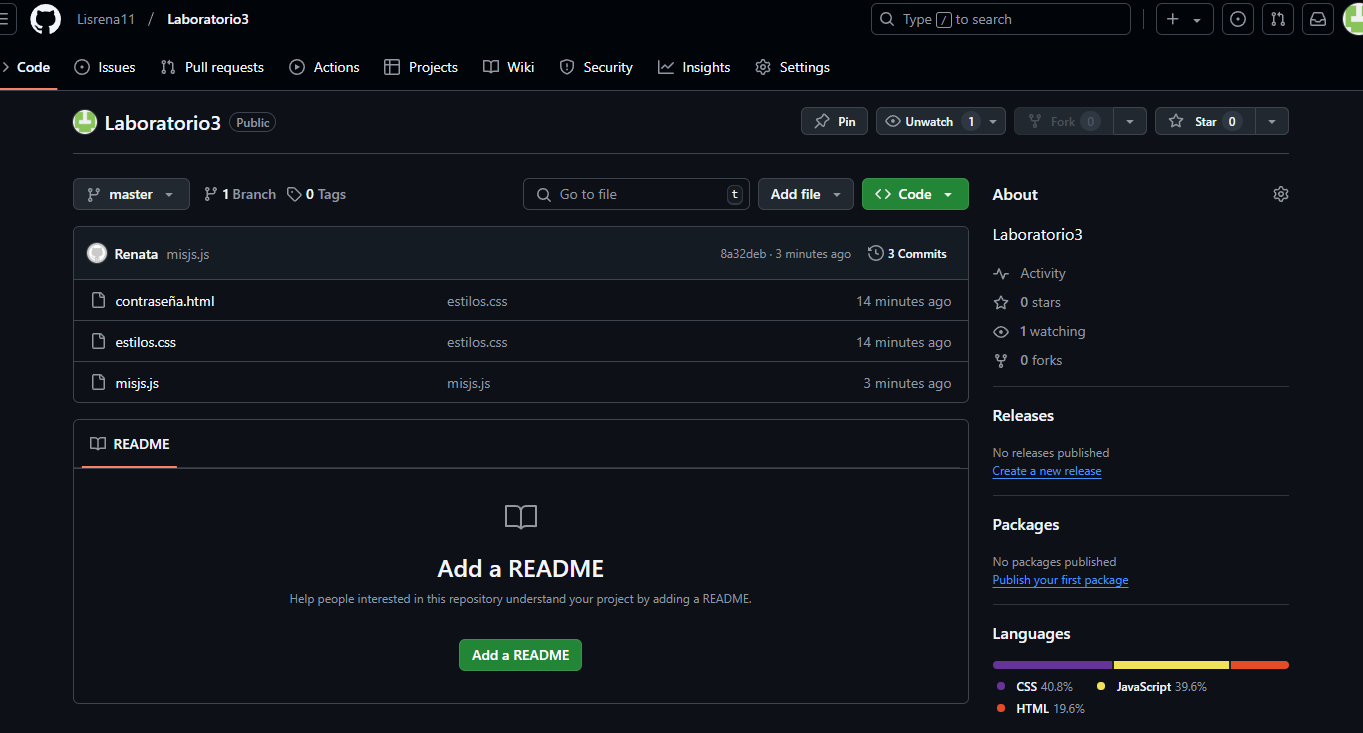 Lisrena11 / Laboratorio3 Type / to search
Code Issues Pull requests Actions Projects Wiki Security Insights Settings
Laboratorio3 Public Pin Unwatch 1 Fork 0 Star 0
master 1 Branch 0 Tags Go to file t Add file <> Code
Renata misjs.js 8a32deb · 3 minutes ago 3 Commits
contraseña.html estilos.css 14 minutes ago
estilos.css estilos.css 14 minutes ago
misjs.js misjs.js 3 minutes ago
README
Add a README
Help people interested in this repository understand your project by adding a README.
Add a README
About
Laboratorio3
Activity
0 stars
1 watching
0 forks
Releases
No releases published
Create a new release
Packages
No packages published
Publish your first package
Languages
CSS 40.8% JavaScript 39.6%
HTML 19.6%